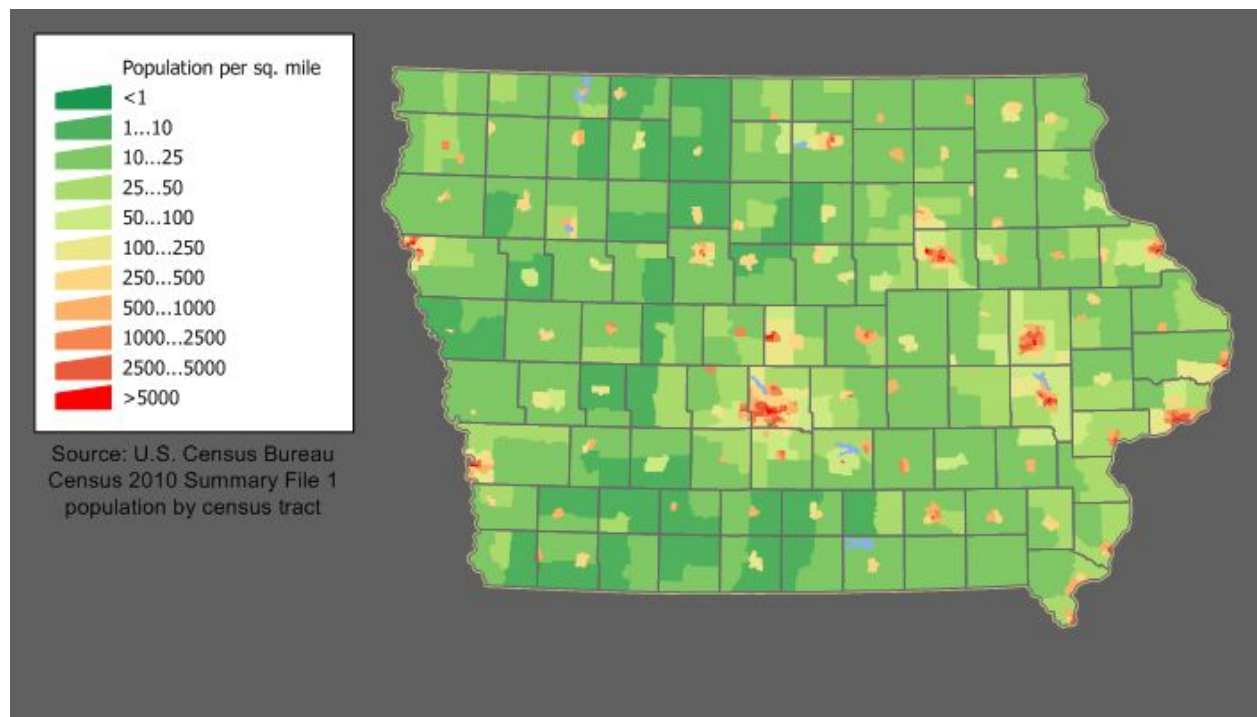 Population per sq. mile
<1
1...10
10...25
25...50
50...100
100...250
250...500
500...1000
1000...2500
2500...5000
>5000
Source: U.S. Census Bureau
Census 2010 Summary File 1
population by census tract